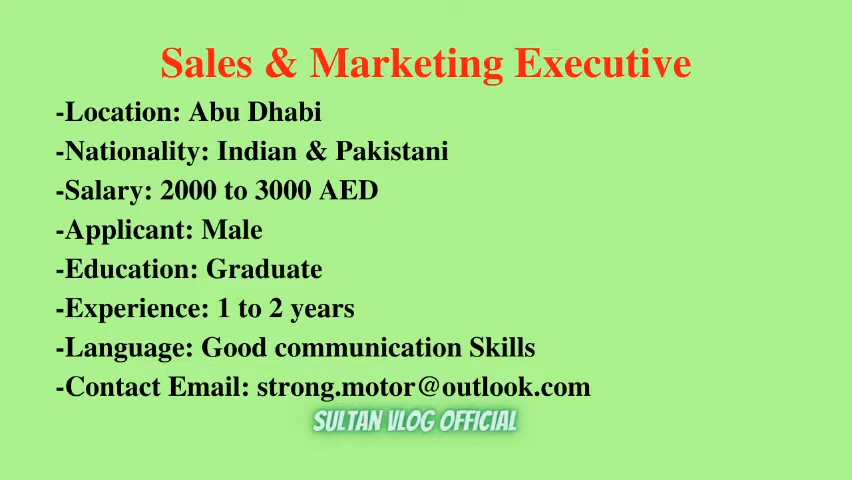 Sales & Marketing Executive
-Location: Abu Dhabi
-Nationality: Indian & Pakistani
-Salary: 2000 to 3000 AED
-Applicant: Male
-Education: Graduate
-Experience: 1 to 2 years
-Language: Good communication Skills
-Contact Email: strong.motor@outlook.com
SULTAN VLOG OFFICIAL